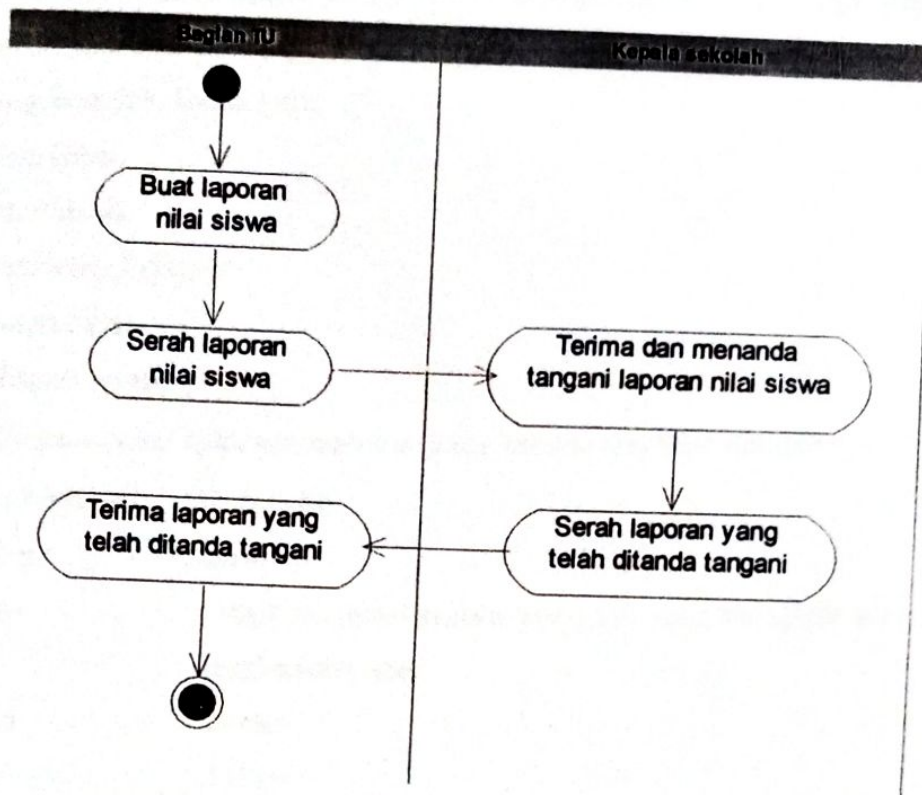 Bagian TU
Kepala sekolah
Buat laporan
nilai siswa
Serah laporan
nilai siswa
Terima dan menanda
tangani laporan nilai siswa
Serah laporan yang
telah ditanda tangani
Terima laporan yang
telah ditanda tangani